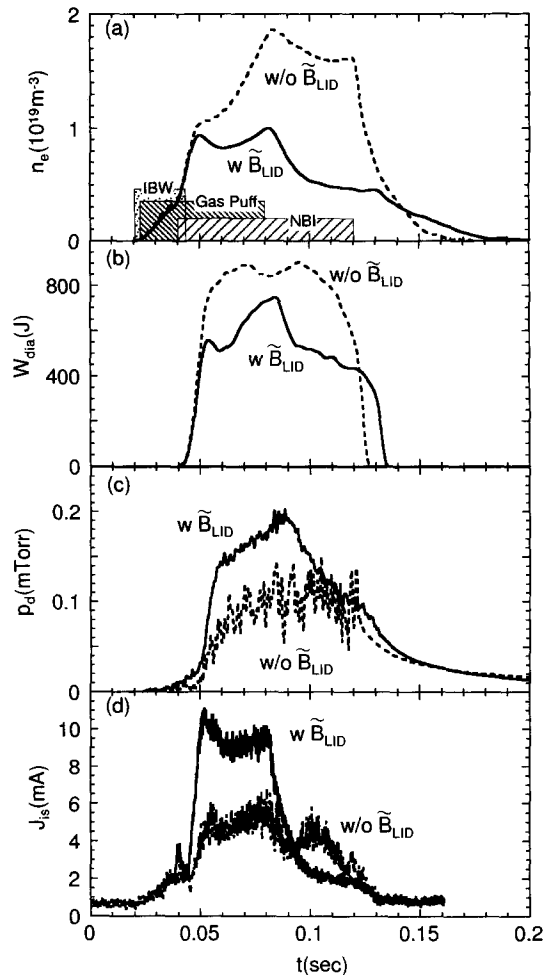 (a)
2
1
0
n_e(10^19 m^-3)
w/o B̃_LID
w B̃_LID
IBW
Gas Puff
NBI
(b)
800
400
0
W_dia(J)
w/o B̃_LID
w B̃_LID
(c)
0.2
0.1
0
p_d(mTorr)
w B̃_LID
w/o B̃_LID
(d)
10
8
6
4
2
0
J_is(mA)
w B̃_LID
w/o B̃_LID
0 0.05 0.1 0.15 0.2
t(sec)